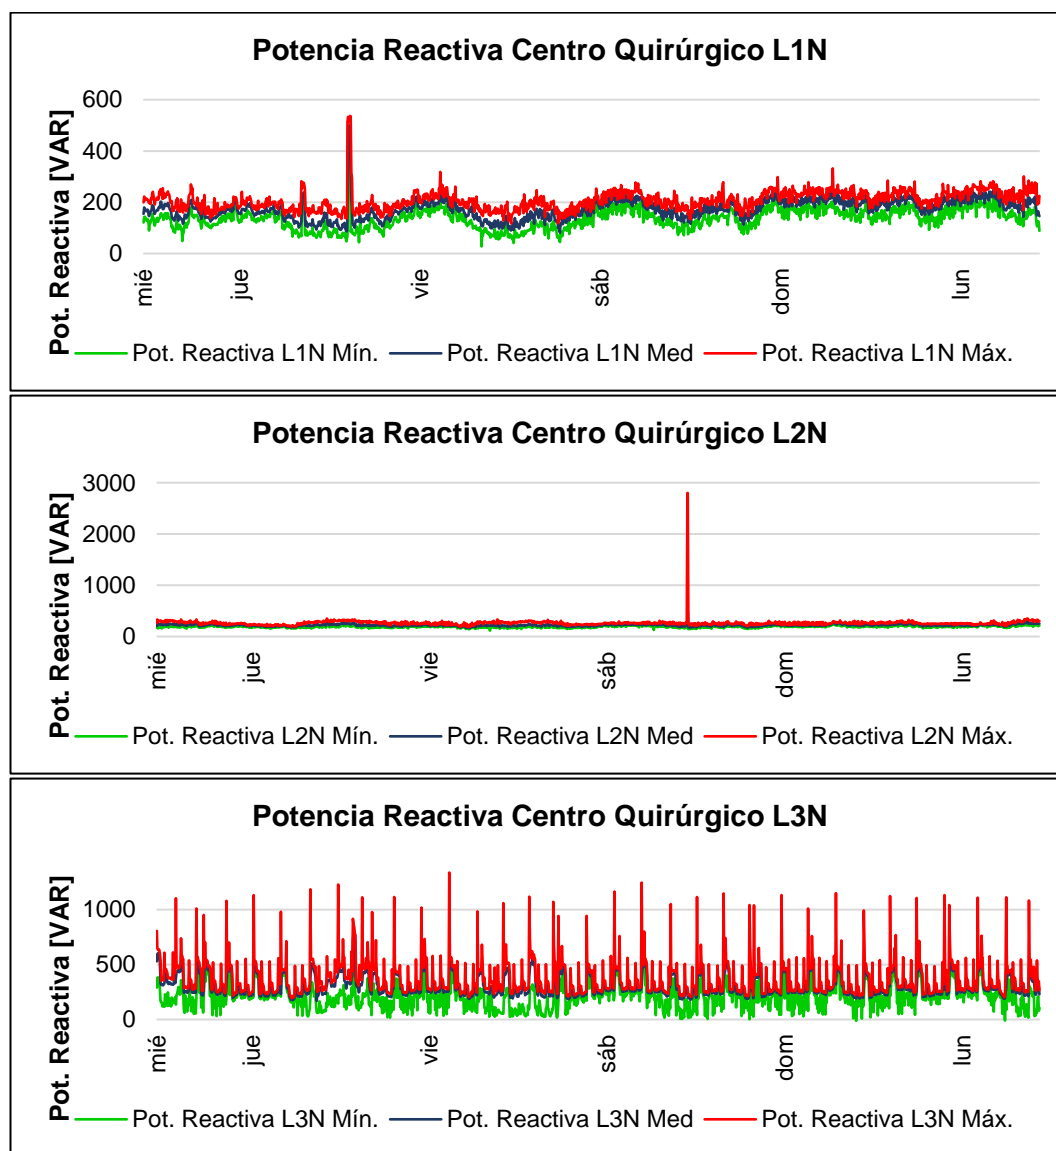 Potencia Reactiva Centro Quirúrgico L1N
Pot. Reactiva [VAR]
600
400
200
0
mié
jue
vie
sáb
dom
lun
Pot. Reactiva L1N Mín. Pot. Reactiva L1N Med Pot. Reactiva L1N Máx.
Potencia Reactiva Centro Quirúrgico L2N
Pot. Reactiva [VAR]
3000
2000
1000
0
mié
jue
vie
sáb
dom
lun
Pot. Reactiva L2N Mín. Pot. Reactiva L2N Med Pot. Reactiva L2N Máx.
Potencia Reactiva Centro Quirúrgico L3N
Pot. Reactiva [VAR]
1000
500
0
mié
jue
vie
sáb
dom
lun
Pot. Reactiva L3N Mín. Pot. Reactiva L3N Med Pot. Reactiva L3N Máx.